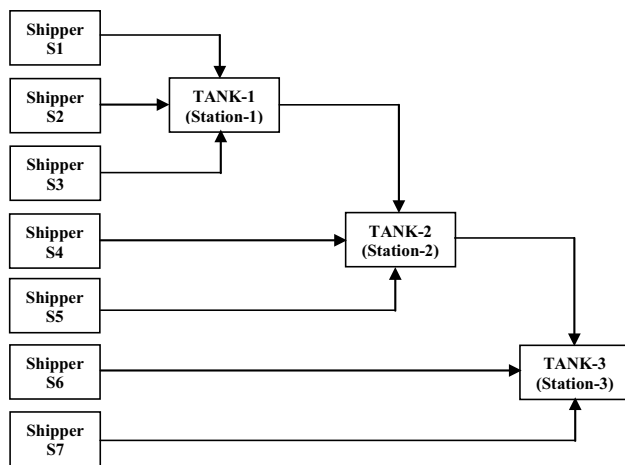 Shipper
S1
Shipper
S2
TANK-1
(Station-1)
Shipper
S3
Shipper
S4
TANK-2
(Station-2)
Shipper
S5
Shipper
S6
TANK-3
(Station-3)
Shipper
S7